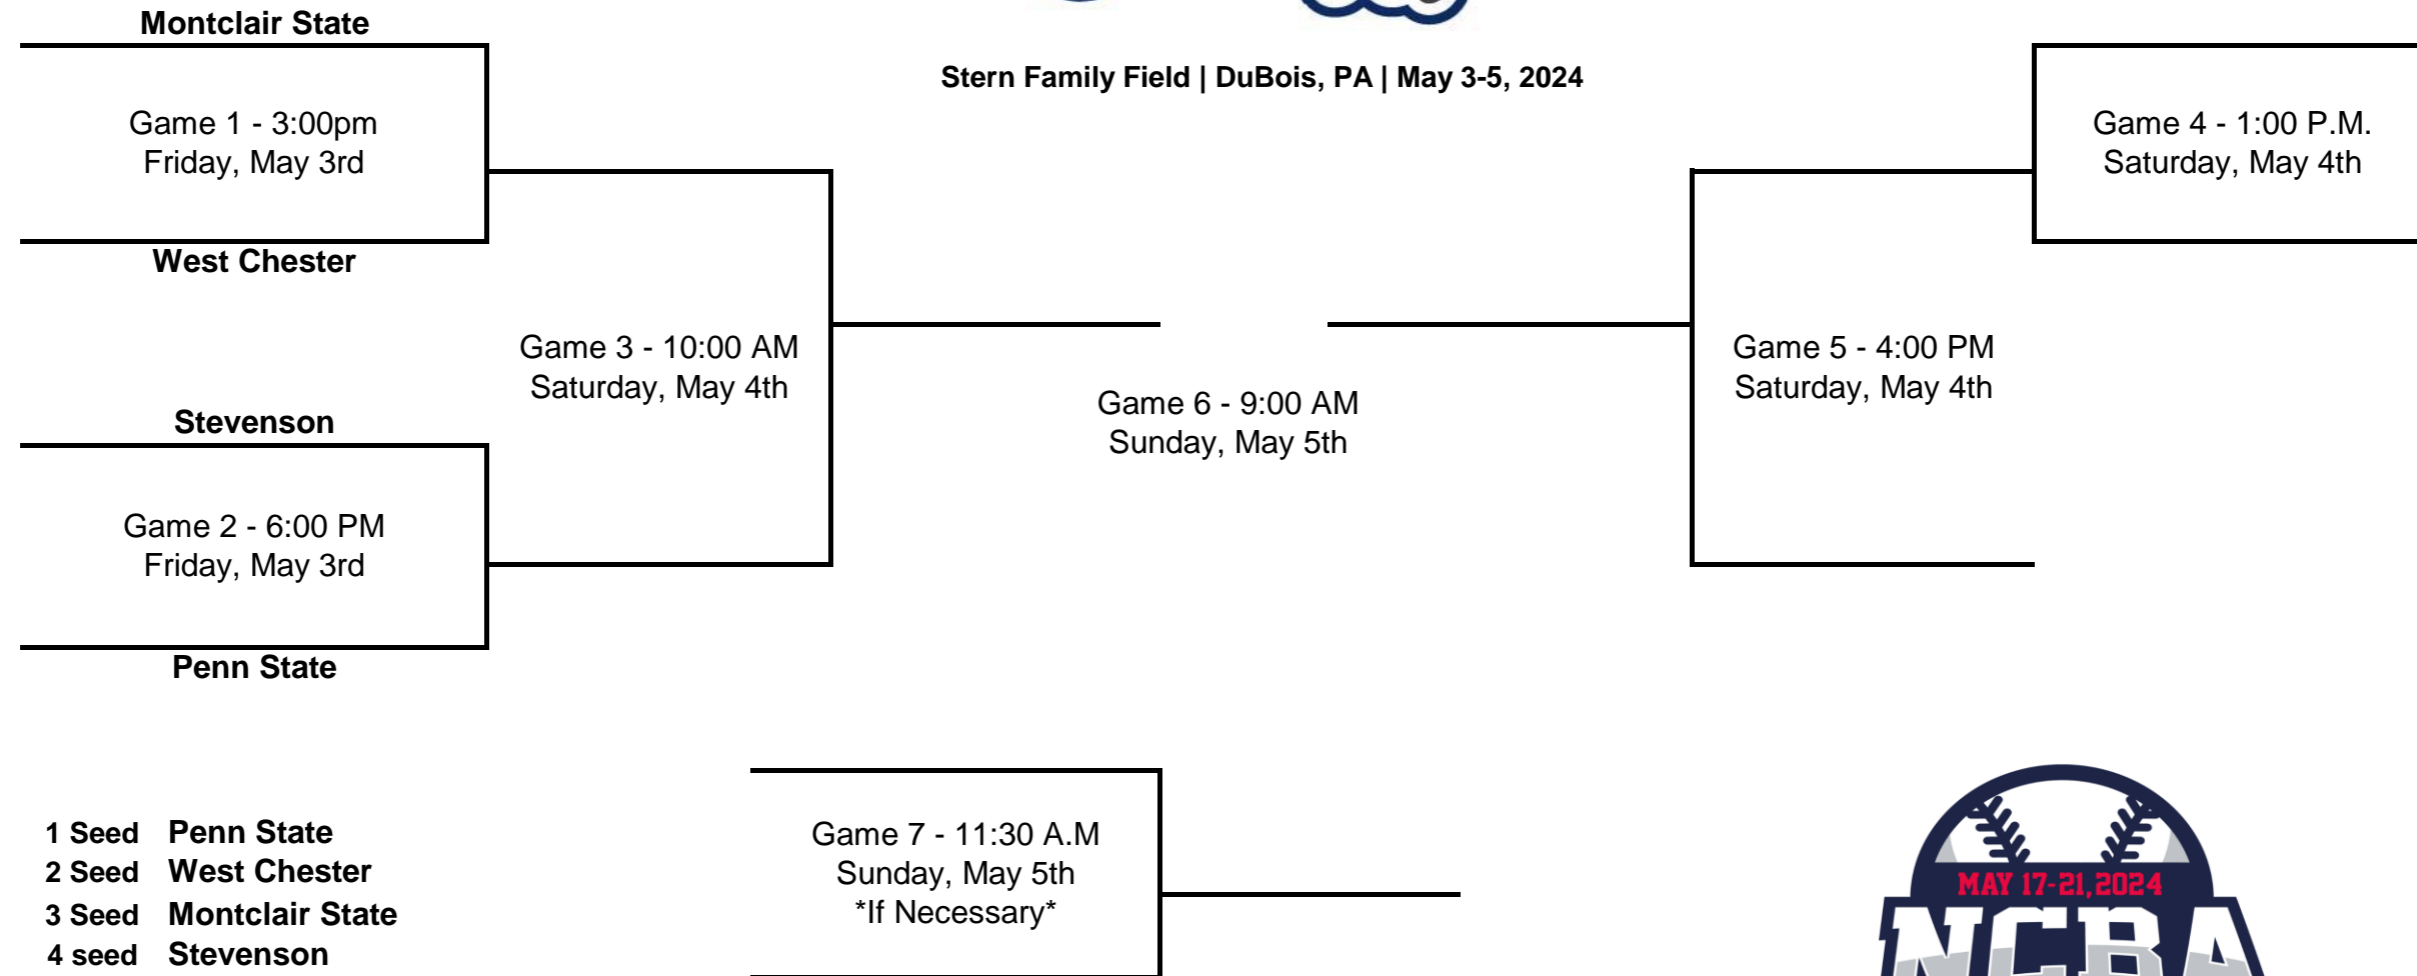 Montclair State
Stern Family Field | DuBois, PA | May 3-5, 2024
Game 1 - 3:00pm
Friday, May 3rd
West Chester
Game 4 - 1:00 P.M.
Saturday, May 4th
Game 3 - 10:00 AM
Saturday, May 4th
Game 5 - 4:00 PM
Saturday, May 4th
Game 6 - 9:00 AM
Sunday, May 5th
Stevenson
Game 2 - 6:00 PM
Friday, May 3rd
Penn State
1 Seed Penn State
2 Seed West Chester
3 Seed Montclair State
4 seed Stevenson
Game 7 - 11:30 A.M
Sunday, May 5th
*If Necessary*
MAY 17-21, 2024
NCBA